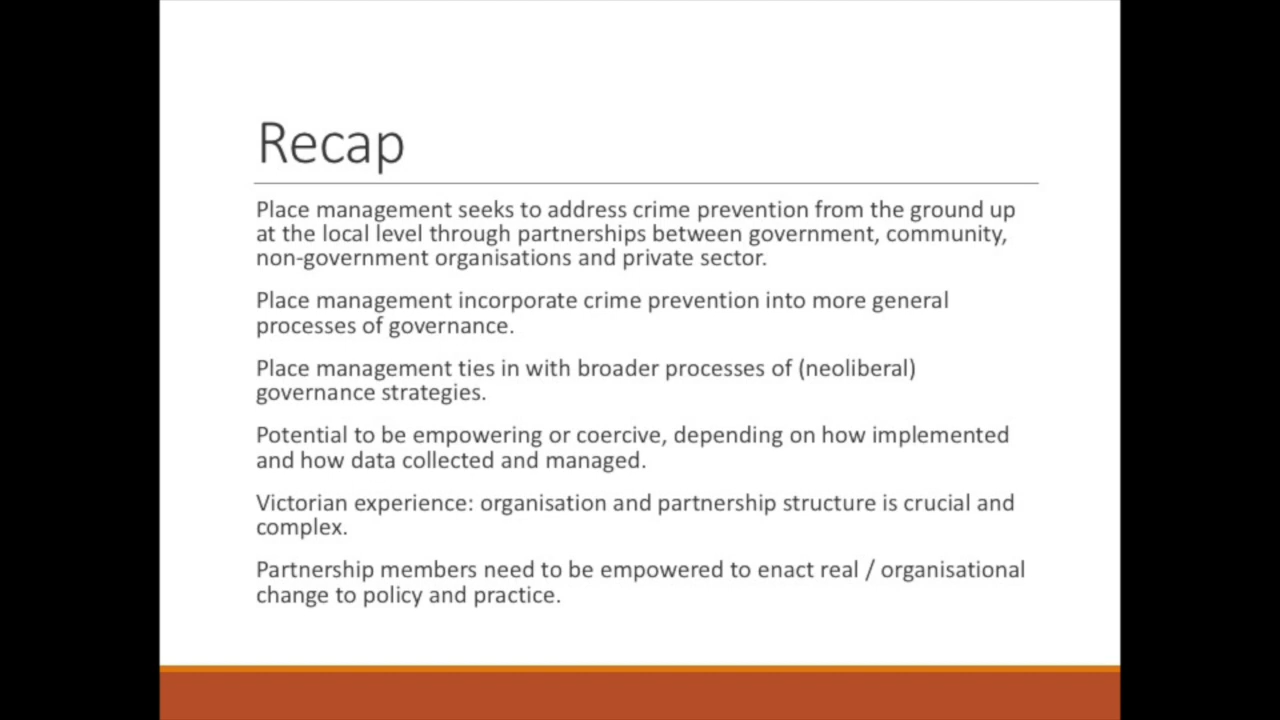 Recap
Place management seeks to address crime prevention from the ground up
at the local level through partnerships between government, community,
non-government organisations and private sector.
Place management incorporate crime prevention into more general
processes of governance.
Place management ties in with broader processes of (neoliberal)
governance strategies.
Potential to be empowering or coercive, depending on how implemented
and how data collected and managed.
Victorian experience: organisation and partnership structure is crucial and
complex.
Partnership members need to be empowered to enact real / organisational
change to policy and practice.